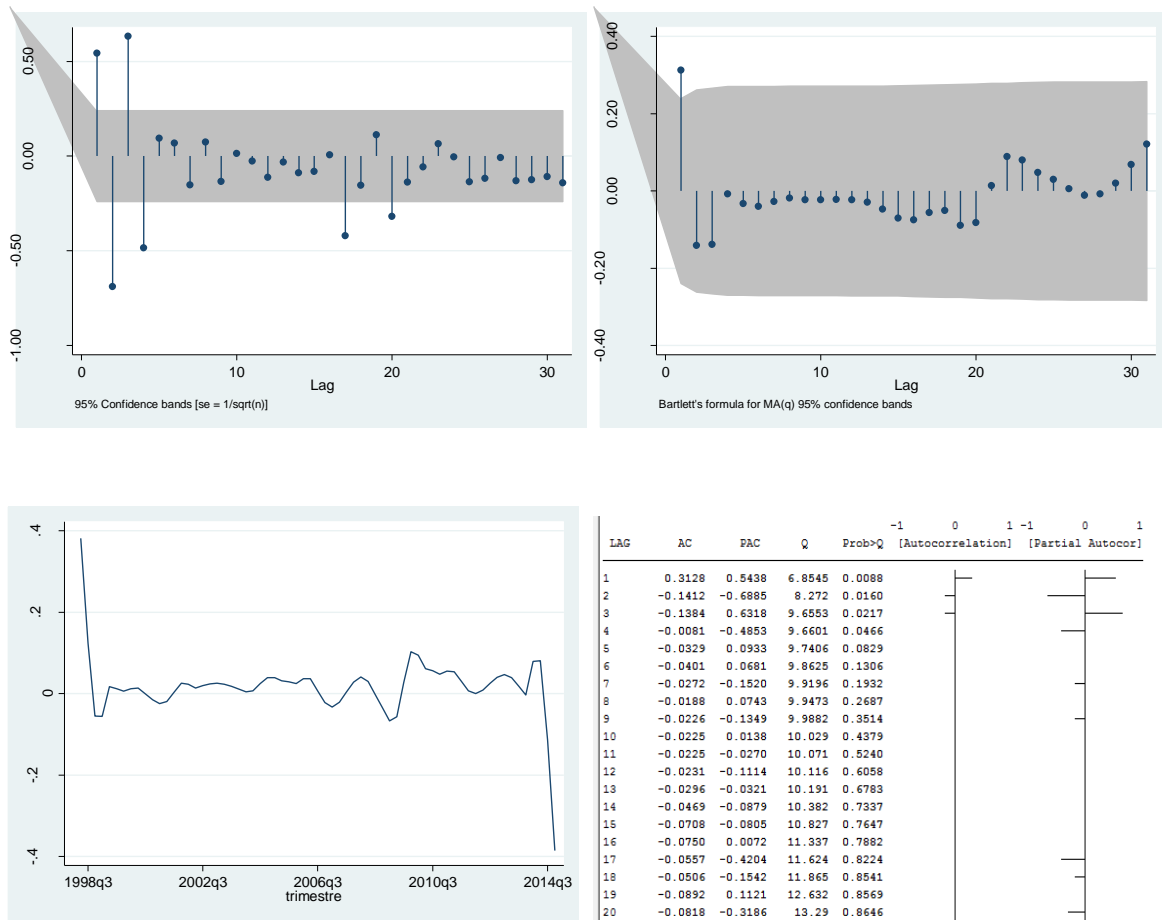 0.50
0.00
-0.50
-1.00
0 10 20 30
Lag
95% Confidence bands [se = 1/sqrt(n)]
0.40
0.20
0.00
-0.20
-0.40
0 10 20 30
Lag
Bartlett's formula for MA(q) 95% confidence bands
.4
.2
0
-.2
-.4
1998q3 2002q3 2006q3 2010q3 2014q3
trimestre
-1 0 1 -1 0 1
LAG AC PAC Q Prob>Q [Autocorrelation] [Partial Autocor]
1 0.3128 0.5438 6.8545 0.0088
2 -0.1412 -0.6885 8.272 0.0160
3 -0.1384 0.6318 9.6553 0.0217
4 -0.0081 -0.4853 9.6601 0.0466
5 -0.0329 0.0933 9.7406 0.0829
6 -0.0401 0.0681 9.8625 0.1306
7 -0.0272 -0.1520 9.9196 0.1932
8 -0.0188 0.0743 9.9473 0.2687
9 -0.0226 -0.1349 9.9882 0.3514
10 -0.0225 0.0138 10.029 0.4379
11 -0.0225 -0.0270 10.071 0.5240
12 -0.0231 -0.1114 10.116 0.6058
13 -0.0296 -0.0321 10.191 0.6783
14 -0.0469 -0.0879 10.382 0.7337
15 -0.0708 -0.0805 10.827 0.7647
16 -0.0750 0.0072 11.337 0.7882
17 -0.0557 -0.4204 11.624 0.8224
18 -0.0506 -0.1542 11.865 0.8541
19 -0.0892 0.1121 12.632 0.8569
20 -0.0818 -0.3186 13.29 0.8646